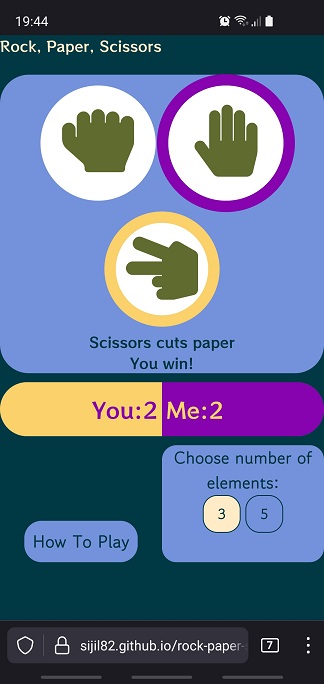 19:44
Rock, Paper, Scissors
Scissors cuts paper
You win!
You:2 Me:2
Choose number of
elements:
3 5
How To Play
sijil82.github.io/rock-paper-
7